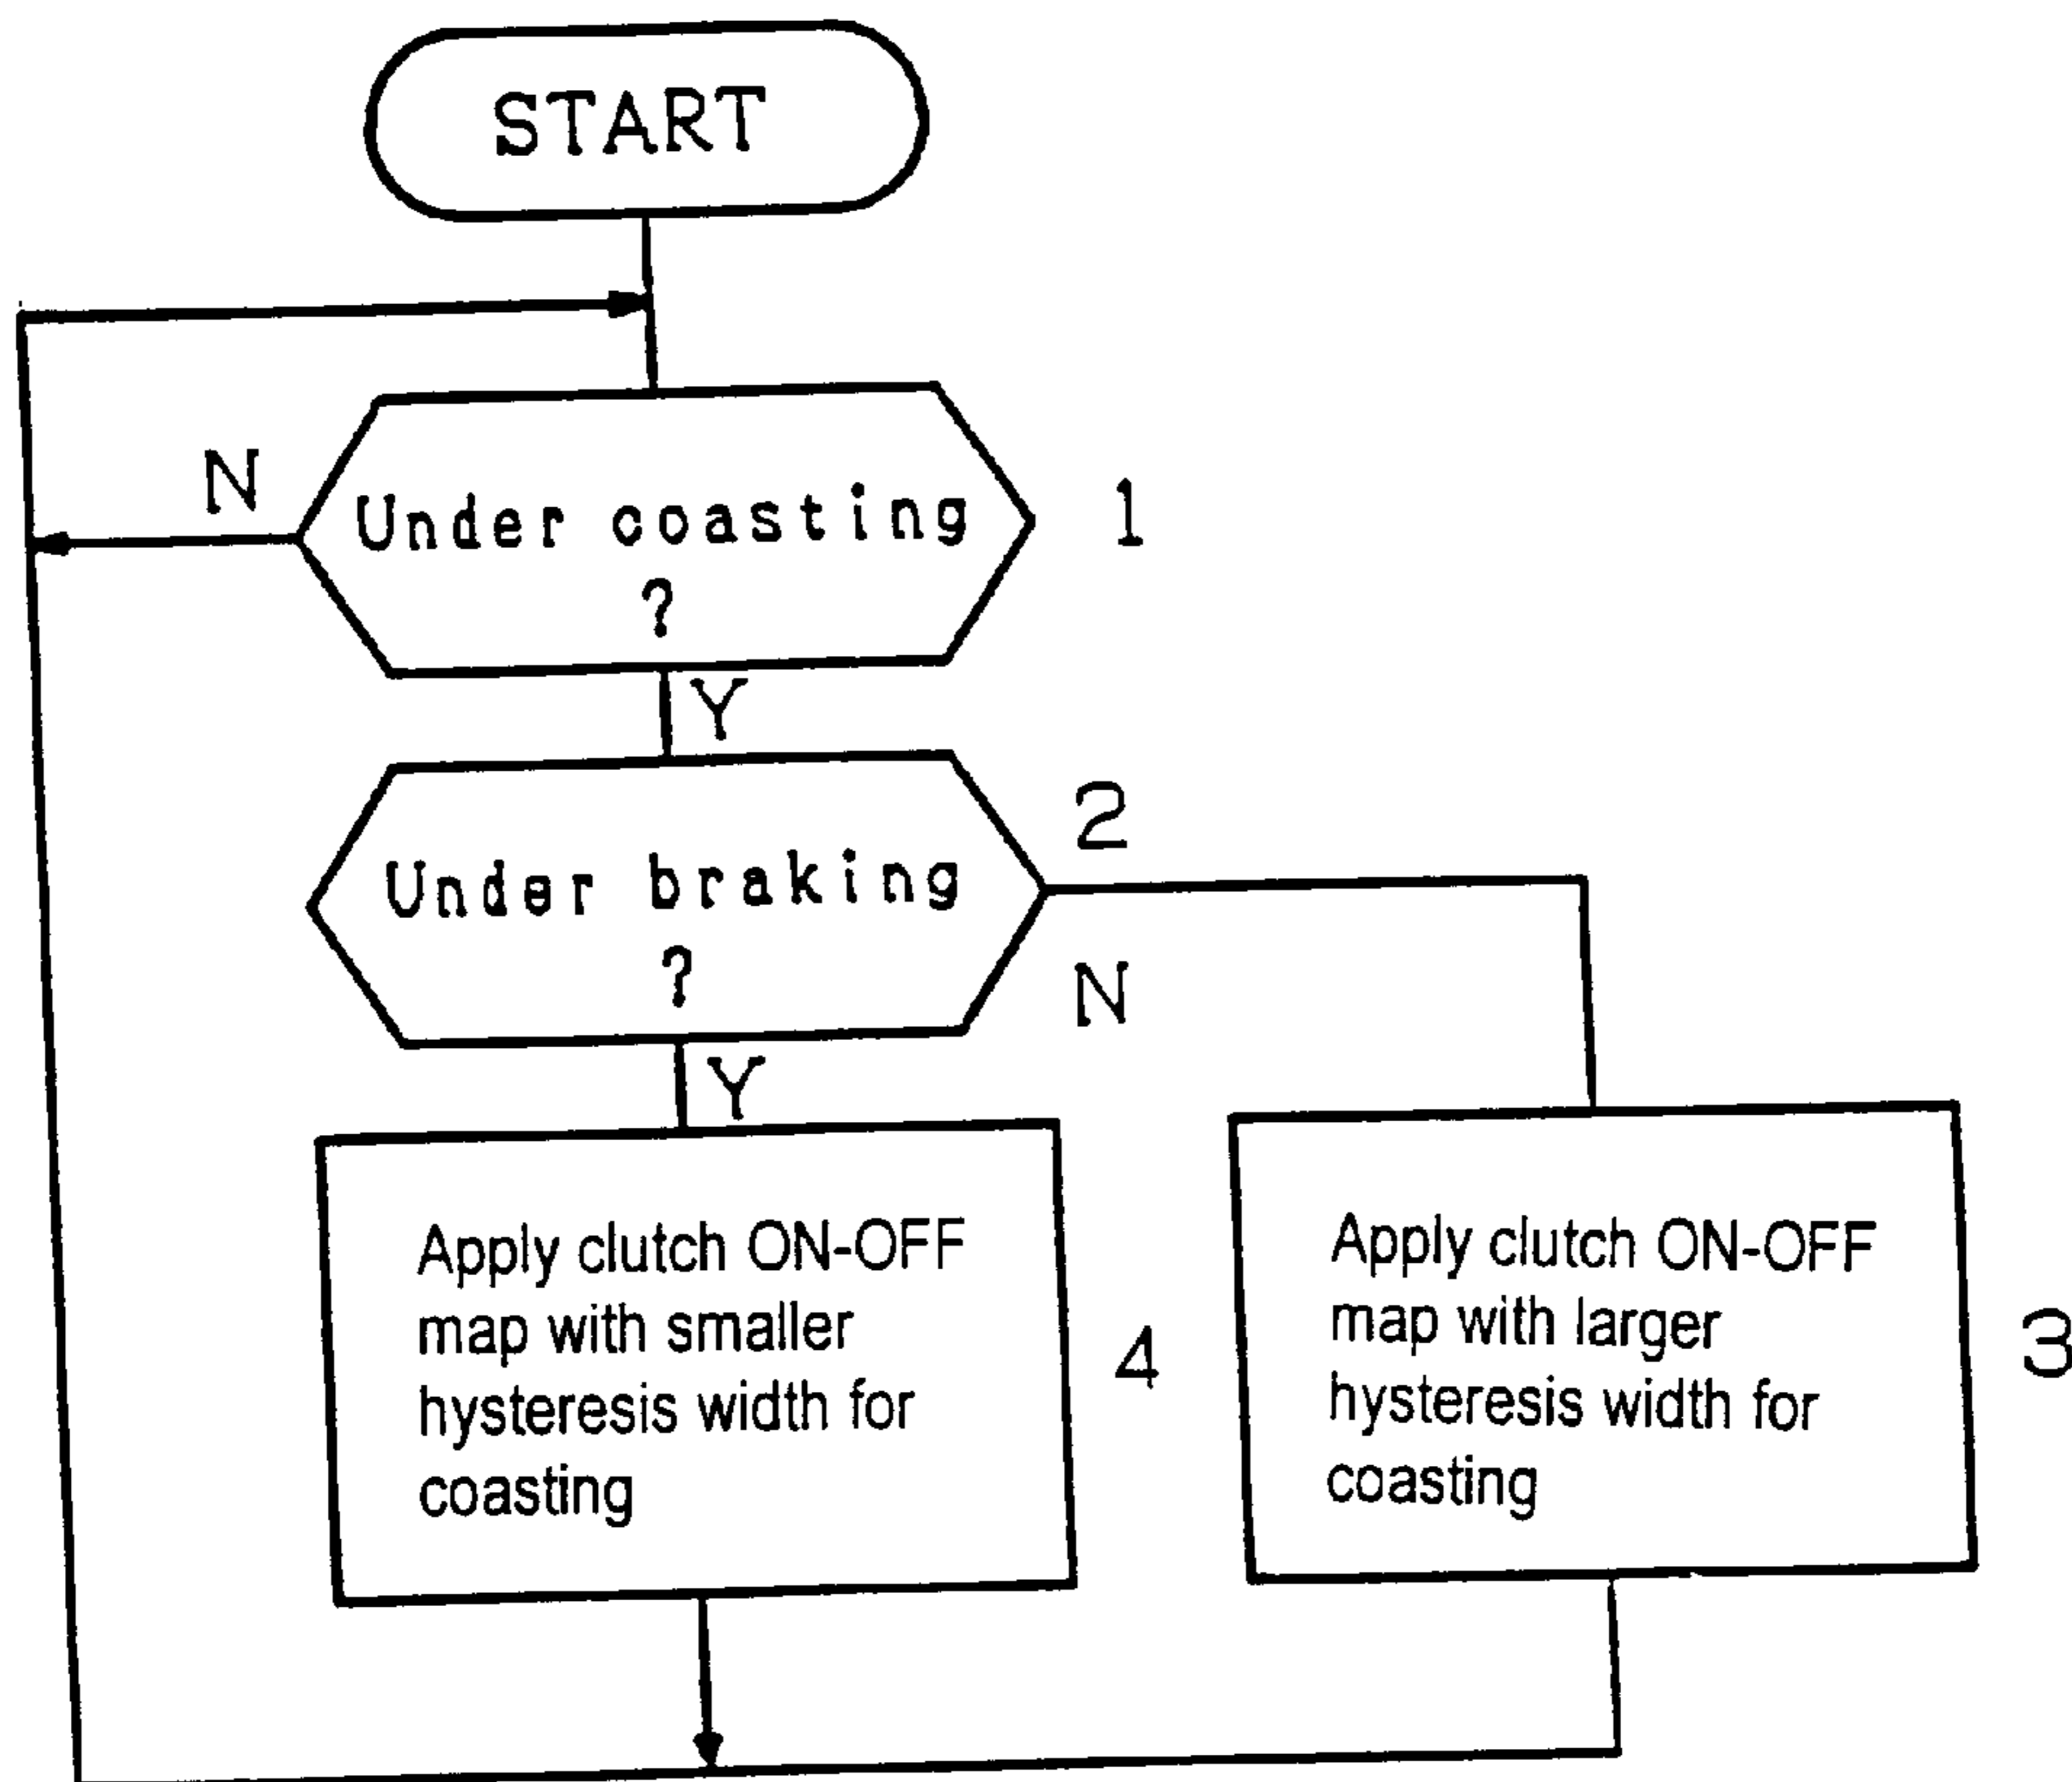 START
N
Under coasting
?
1
Y
2
Under braking
?
N
Y
Apply clutch ON-OFF
map with smaller
hysteresis width for
coasting
4
Apply clutch ON-OFF
map with larger
hysteresis width for
coasting
3